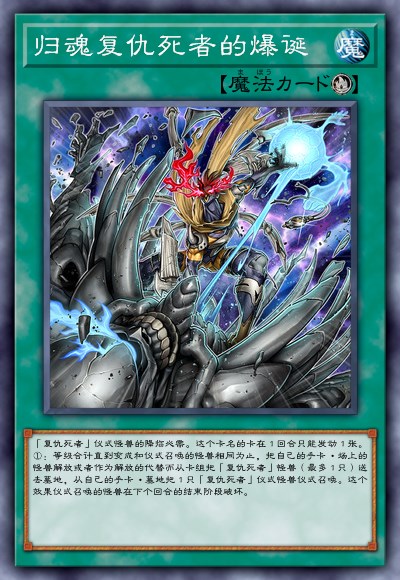 归魂复仇死者的爆诞
魔
【魔法カード】
「复仇死者」仪式怪兽的降临必需。这个卡名的卡在1回合只能发动1张。
①:等级合计直到变成和仪式召唤的怪兽相同为止,把自己的手卡·场上的
怪兽解放或者作为解放的代替而从卡组把「复仇死者」怪兽(最多1只)送
去墓地,从自己的手卡·墓地把1只「复仇死者」仪式怪兽仪式召唤。这个
效果仪式召唤的怪兽在下个回合的结束阶段破坏。